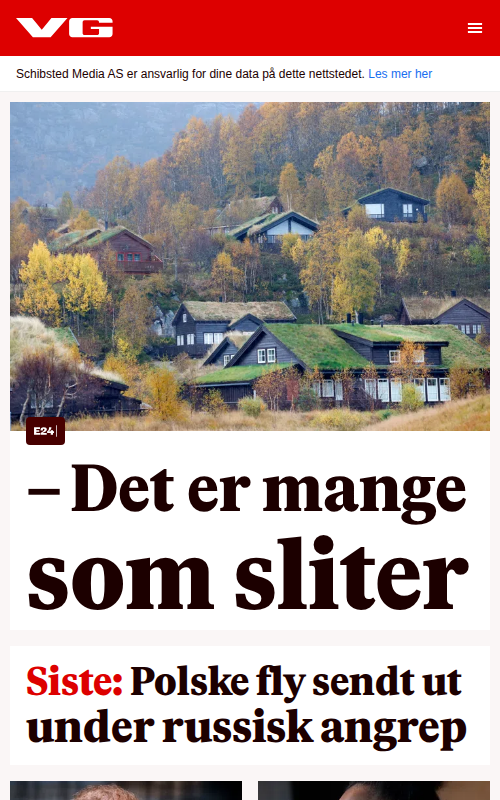 VG
Schibsted Media AS er ansvarlig for dine data på dette nettstedet. Les mer her
E24
– Det er mange
som sliter
Siste: Polske fly sendt ut
under russisk angrep